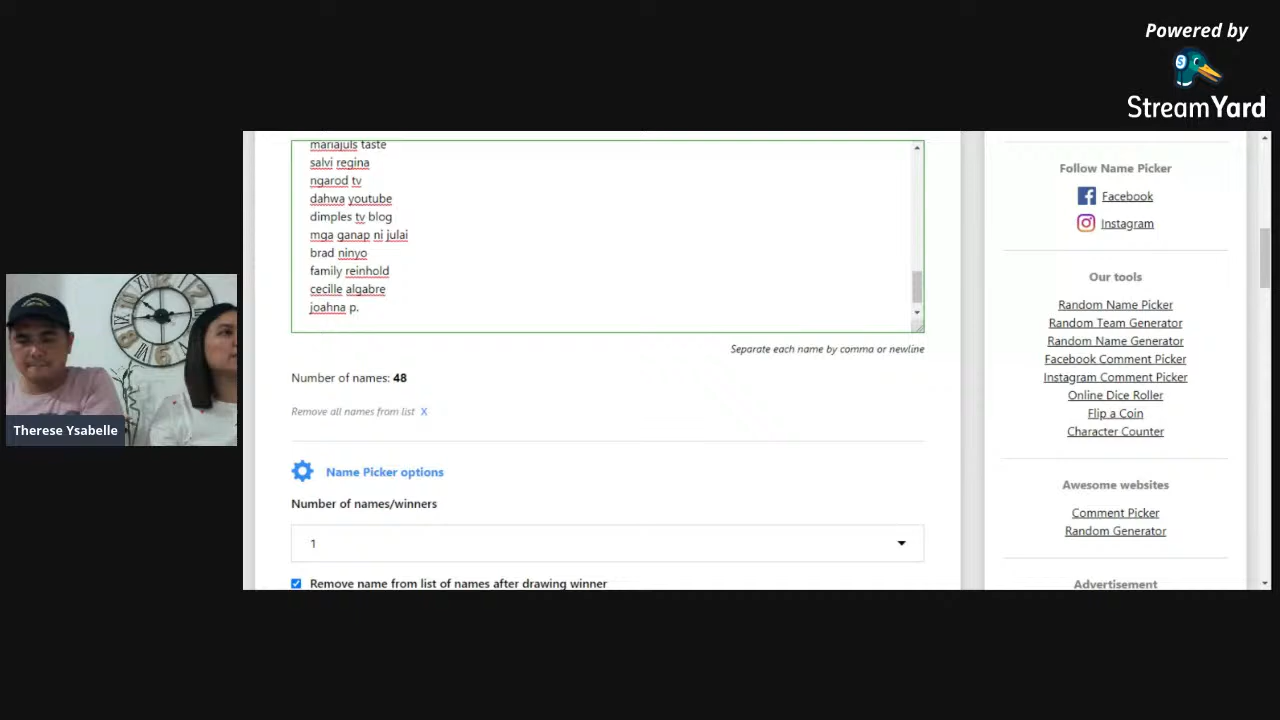 Powered by
StreamYard
mariajuls taste
salvi regina
ngarod tv
dahwa youtube
dimples tv blog
mga ganap ni julai
brad ninyo
family reinhold
cecille algabre
joahna p.
Separate each name by comma or newline
Number of names: 48
Remove all names from list X
Name Picker options
Number of names/winners
1
Remove name from list of names after drawing winner
Follow Name Picker
Facebook
Instagram
Our tools
Random Name Picker
Random Team Generator
Random Name Generator
Facebook Comment Picker
Instagram Comment Picker
Online Dice Roller
Flip a Coin
Character Counter
Awesome websites
Comment Picker
Random Generator
Advertisement
Therese Ysabelle